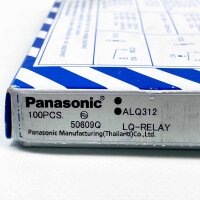 Panasonic
ALQ312
100PCS.
50609Q
LQ-RELAY
Panasonic Manufacturing(Thailand)Co.,Ltd.